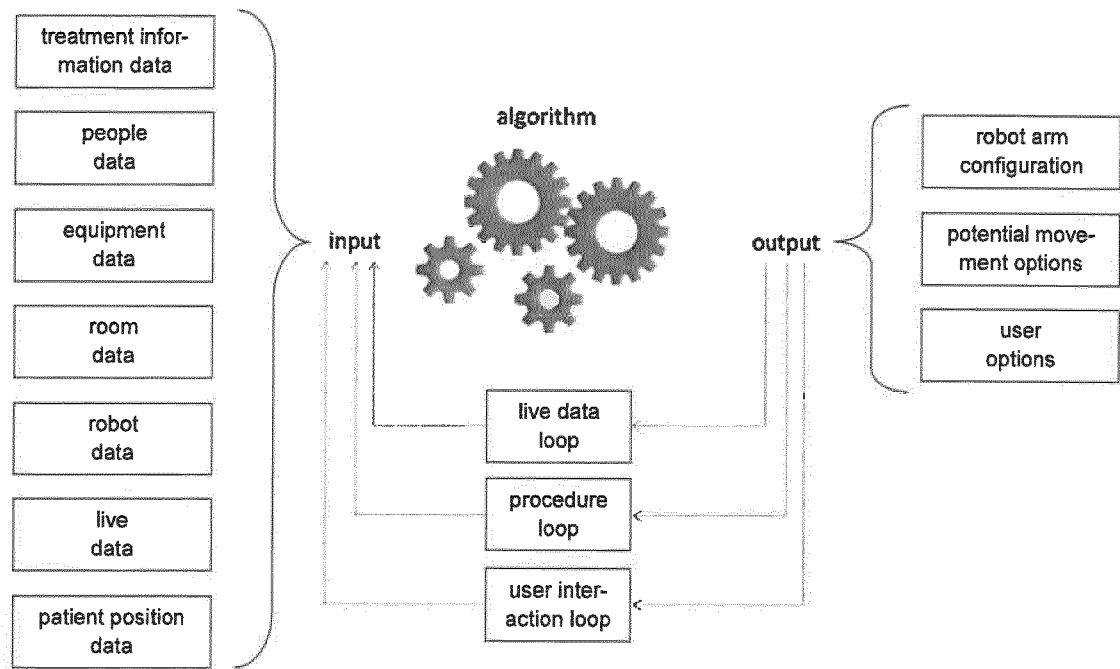 treatment infor-
mation data
people
data
equipment
data
room
data
robot
data
live
data
patient position
data
input
algorithm
output
live data
loop
procedure
loop
user inter-
action loop
robot arm
configuration
potential move-
ment options
user
options